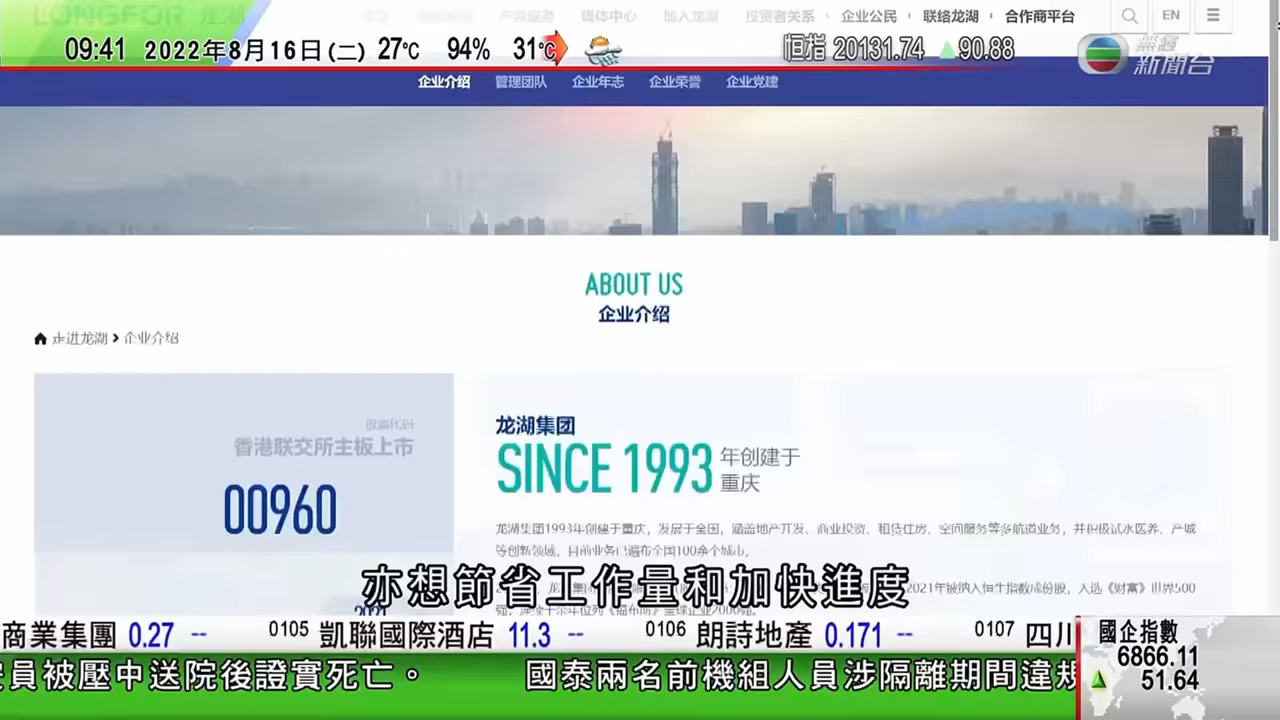 LONGFOR 龙湖
产品服务 媒体中心 加入龙湖 投资者关系 企业公民 联络龙湖 合作商平台 EN
09:41 2022年8月16日(二) 27℃ 94% 31℃ 恒指 20131.74 ▲90.88 無綫新聞台
企业介绍 管理团队 企业年志 企业荣誉 企业党建
ABOUT US
企业介绍
走进龙湖 > 企业介绍
股票代码
香港联交所主板上市
00960
龙湖集团
SINCE 1993 年创建于重庆
龙湖集团1993年创建于重庆，发展于全国，涵盖地产开发、商业投资、租赁住房、空间服务等多航道业务，并积极试水医养、产城
等创新领域，目前业务已遍布全国100余个城市。
2021年被纳入恒生指数成份股，入选《财富》世界500
亦想節省工作量和加快進度
商業集團 0.27 -- 0105 凱聯國際酒店 11.3 -- 0106 朗詩地產 0.171 -- 0107 四川
員被壓中送院後證實死亡。 國泰兩名前機組人員涉隔離期間違規
國企指數
6866.11
▲ 51.64